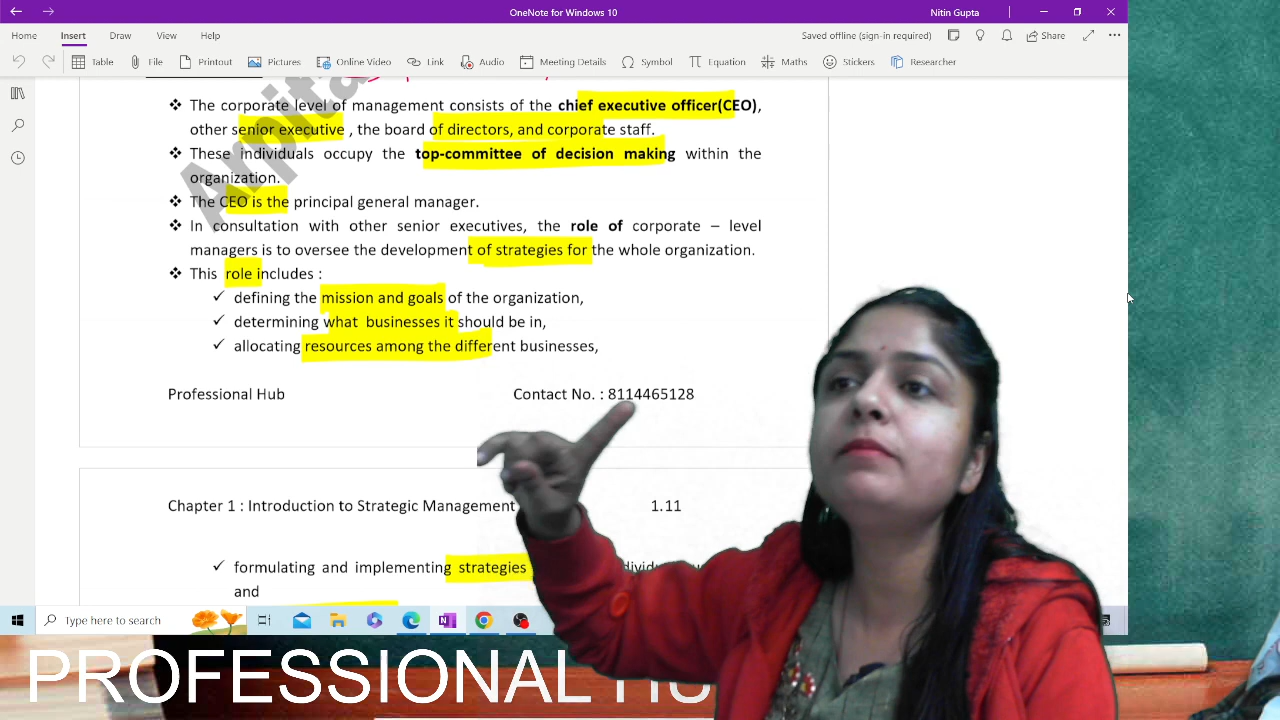 OneNote for Windows 10
Nitin Gupta
Home Insert Draw View Help
Saved offline (sign-in required) Share
Table File Printout Pictures Online Video Link Audio Meeting Details Symbol Equation Maths Stickers Researcher
Arpita
❖ The corporate level of management consists of the chief executive officer(CEO),
other senior executive , the board of directors, and corporate staff.
❖ These individuals occupy the top-committee of decision making within the
organization.
❖ The CEO is the principal general manager.
❖ In consultation with other senior executives, the role of corporate – level
managers is to oversee the development of strategies for the whole organization.
❖ This role includes :
✓ defining the mission and goals of the organization,
✓ determining what businesses it should be in,
✓ allocating resources among the different businesses,
Professional Hub Contact No. : 8114465128
Chapter 1 : Introduction to Strategic Management 1.11
✓ formulating and implementing strategies
and
Type here to search
PROFESSIONAL HU